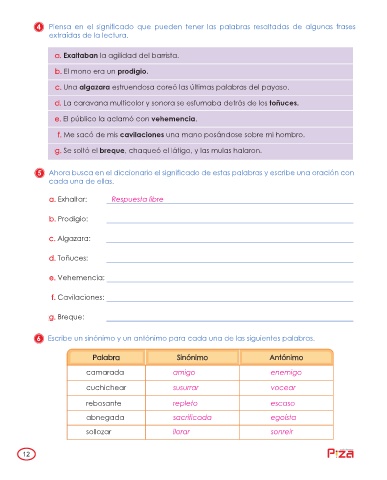 4 Piensa en el significado que pueden tener las palabras resaltadas de algunas frases
extraídas de la lectura.
a. Exaltaban la agilidad del barrista.
b. El mono era un prodigio.
c. Una algazara estruendosa coreó las últimas palabras del payaso.
d. La caravana multicolor y sonora se esfumaba detrás de los toñuces.
e. El público la aclamó con vehemencia.
f. Me sacó de mis cavilaciones una mano posándose sobre mi hombro.
g. Se soltó el breque, chaqueó el látigo, y las mulas halaron.
5 Ahora busca en el diccionario el significado de estas palabras y escribe una oración con
cada una de ellas.
a. Exhaltar: Respuesta libre
b. Prodigio:
c. Algazara:
d. Toñuces:
e. Vehemencia:
f. Cavilaciones:
g. Breque:
6 Escribe un sinónimo y un antónimo para cada una de las siguientes palabras.
Palabra Sinónimo Antónimo
camarada amigo enemigo
cuchichear susurrar vocear
rebosante repleto escaso
abnegada sacrificada egoísta
sollozar llorar sonreír
12 Piza